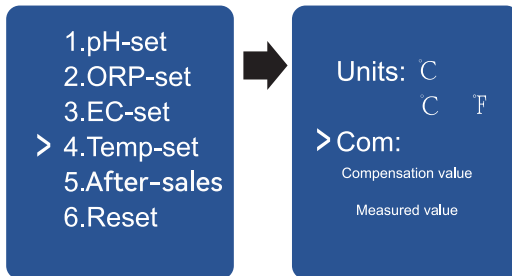 1.pH-set
2.ORP-set
3.EC-set
> 4.Temp-set
5.After-sales
6.Reset
Units: °C
°C °F
> Com:
Compensation value
Measured value